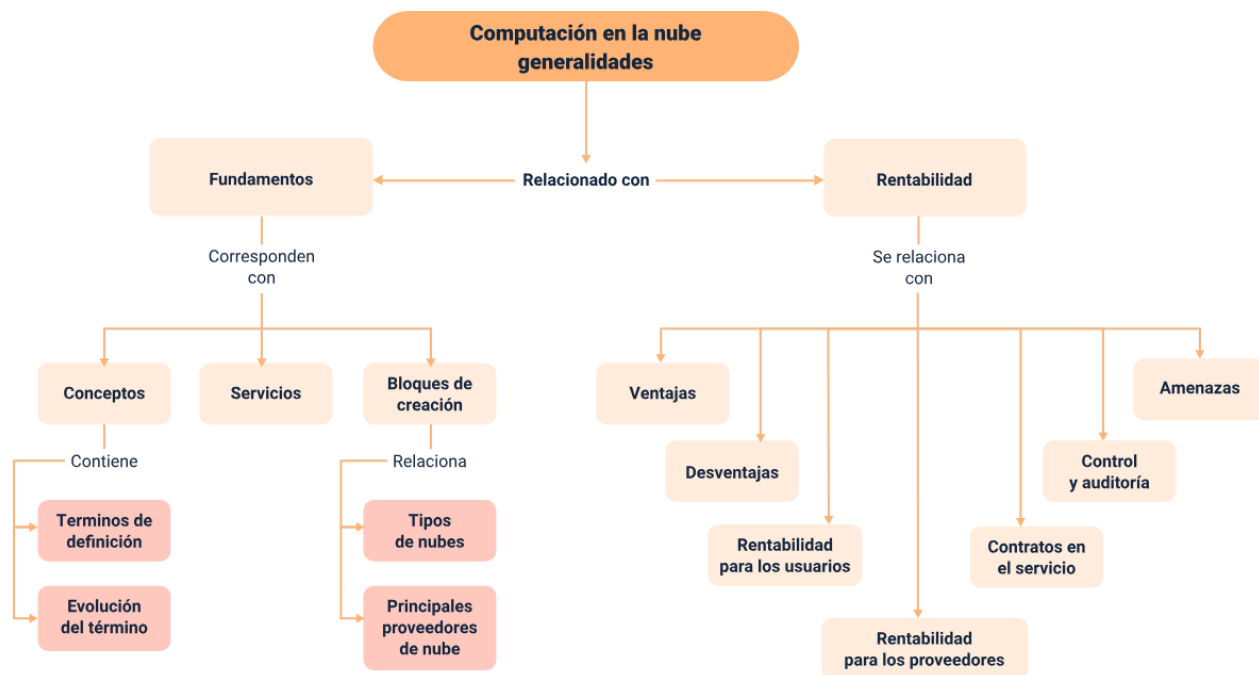 Computación en la nube
generalidades
Fundamentos
Relacionado con
Rentabilidad
Corresponden
con
Se relaciona
con
Conceptos
Servicios
Bloques de
creación
Ventajas
Amenazas
Contiene
Relaciona
Desventajas
Control
y auditoría
Terminos de
definición
Tipos
de nubes
Rentabilidad
para los usuarios
Contratos en
el servicio
Evolución
del término
Principales
proveedores
de nube
Rentabilidad
para los proveedores